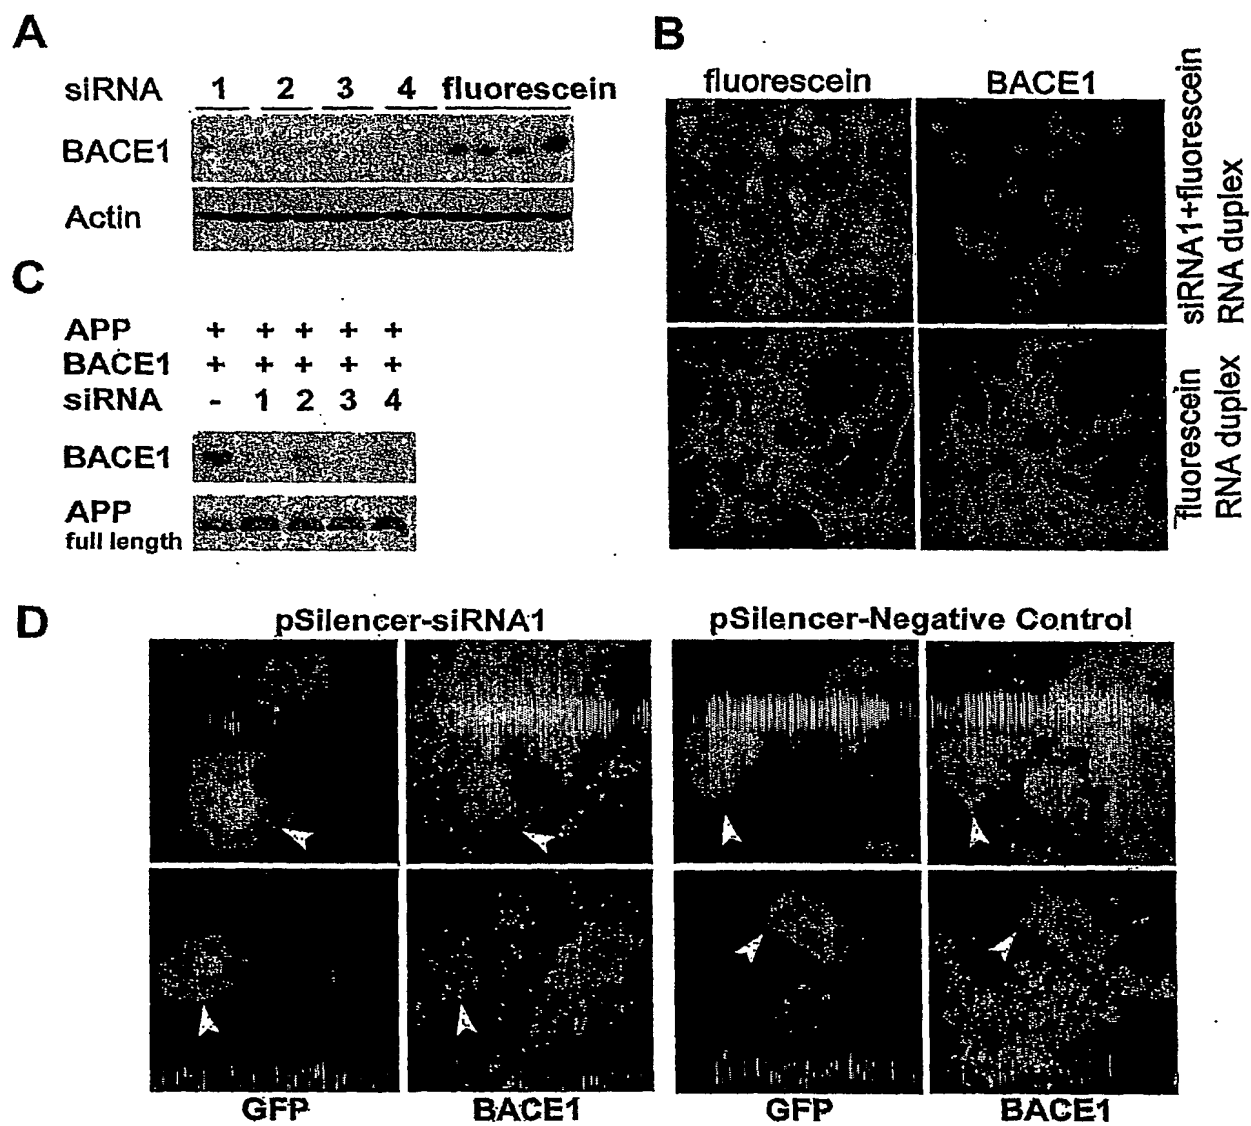 A
siRNA 1 2 3 4 fluorescein
BACE1
Actin
B
fluorescein BACE1
siRNA1+fluorescein
RNA duplex
fluorescein
RNA duplex
C
APP + + + + +
BACE1 + + + + +
siRNA - 1 2 3 4
BACE1
APP
full length
D
pSilencer-siRNA1 pSilencer-Negative Control
GFP BACE1 GFP BACE1